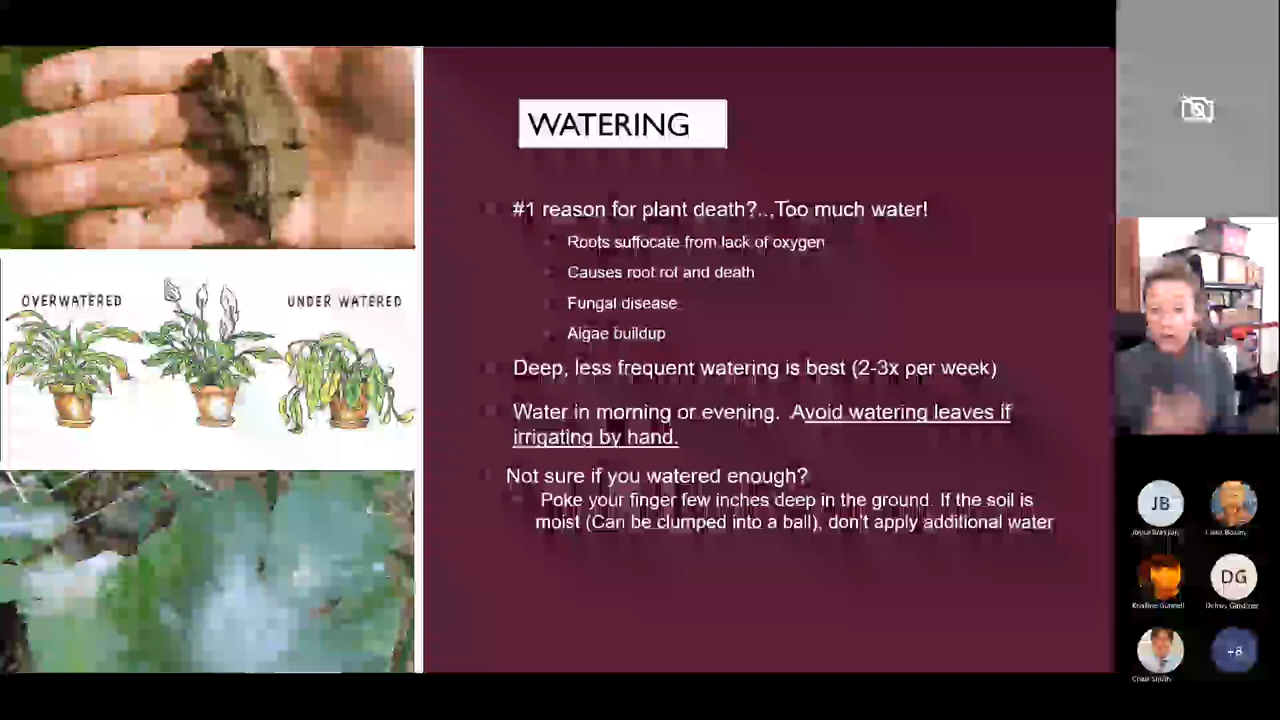 WATERING
#1 reason for plant death?...Too much water!
Roots suffocate from lack of oxygen
Causes root rot and death
Fungal disease
Algae buildup
Deep, less frequent watering is best (2-3x per week)
Water in morning or evening. Avoid watering leaves if
irrigating by hand.
Not sure if you watered enough?
Poke your finger few inches deep in the ground. If the soil is
moist (Can be clumped into a ball), don't apply additional water
OVERWATERED
UNDER WATERED
JB
DG
Kristine Gunnell
Delros Gardiner
+8